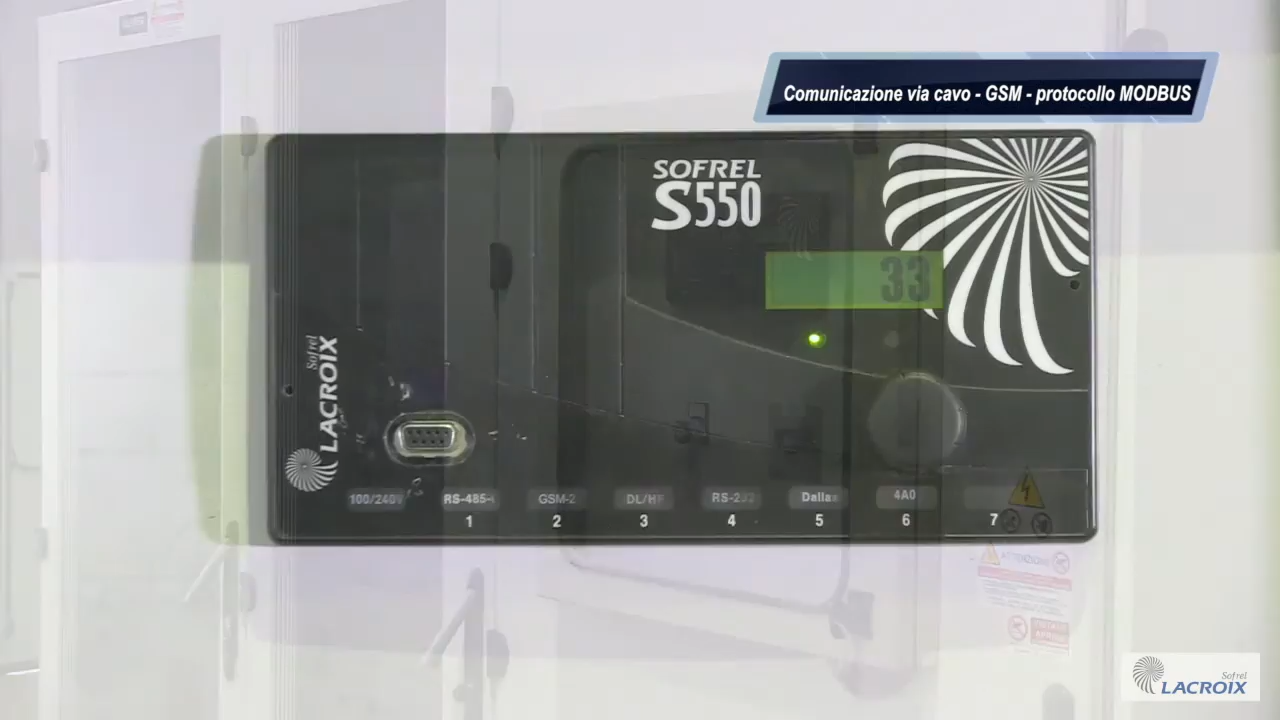 Comunicazione via cavo - GSM - protocollo MODBUS
SOFREL
S550
33
Sofrel
LACROIX
100/240V
RS-485-I
GSM-2
DL/HF
RS-232
Dallas
4A0
1
2
3
4
5
6
7
ATTENZIONE
Sofrel
LACROIX